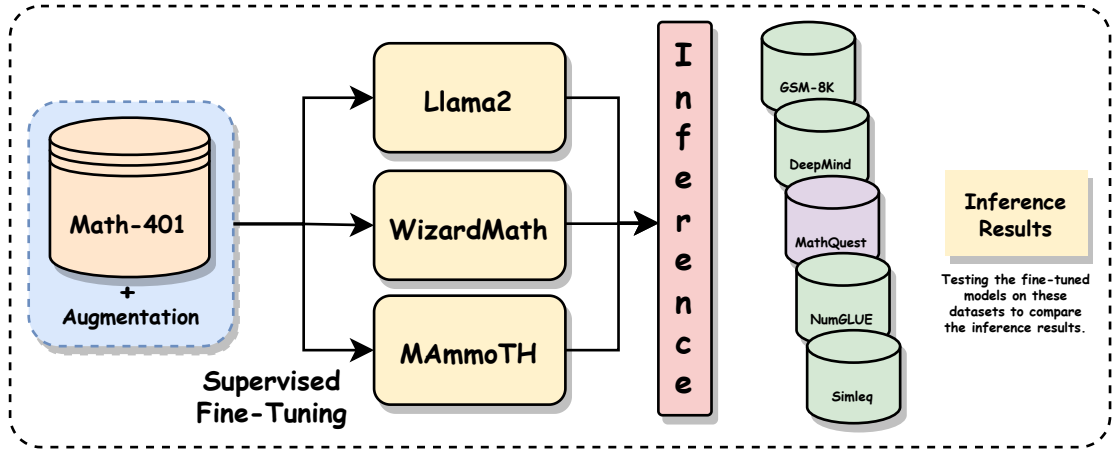 Math-401
+
Augmentation
Supervised
Fine-Tuning
Llama2
WizardMath
MAmmoTH
Inference
GSM-8K
DeepMind
MathQuest
NumGLUE
Simleq
Inference
Results
Testing the fine-tuned
models on these
datasets to compare
the inference results.